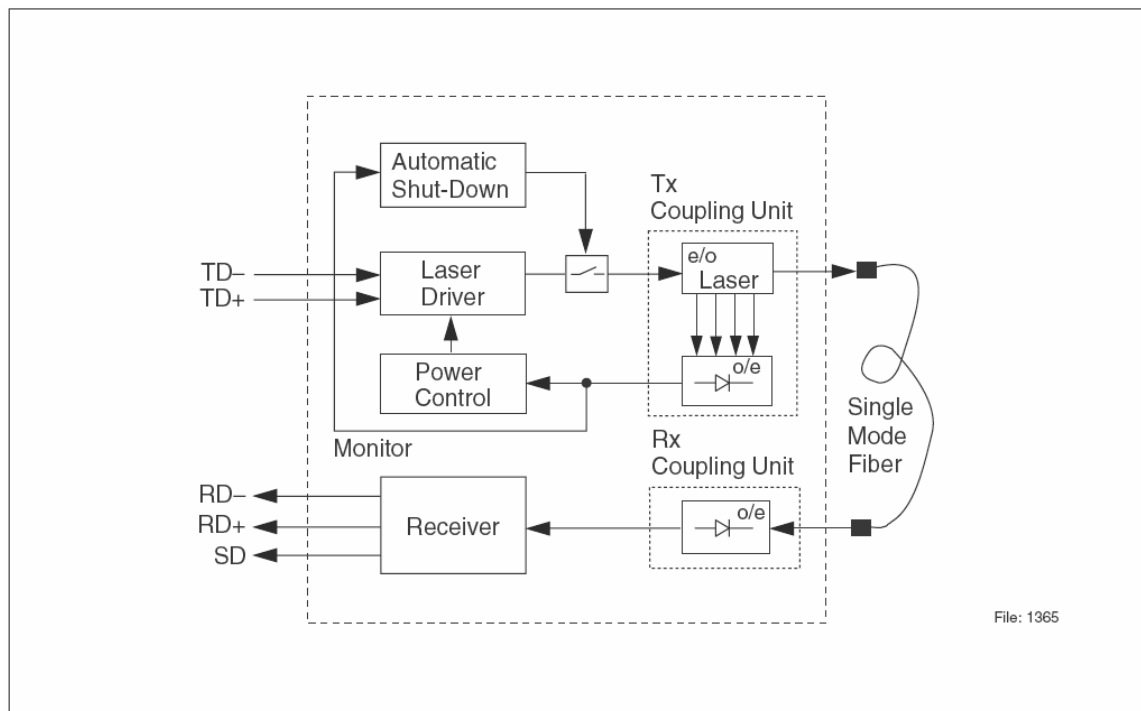 Automatic
Shut-Down
Tx
Coupling Unit
e/o
Laser
TD–
TD+
Laser
Driver
o/e
Power
Control
Single
Mode
Fiber
Monitor
Rx
Coupling Unit
RD–
RD+
SD
Receiver
o/e
File: 1365